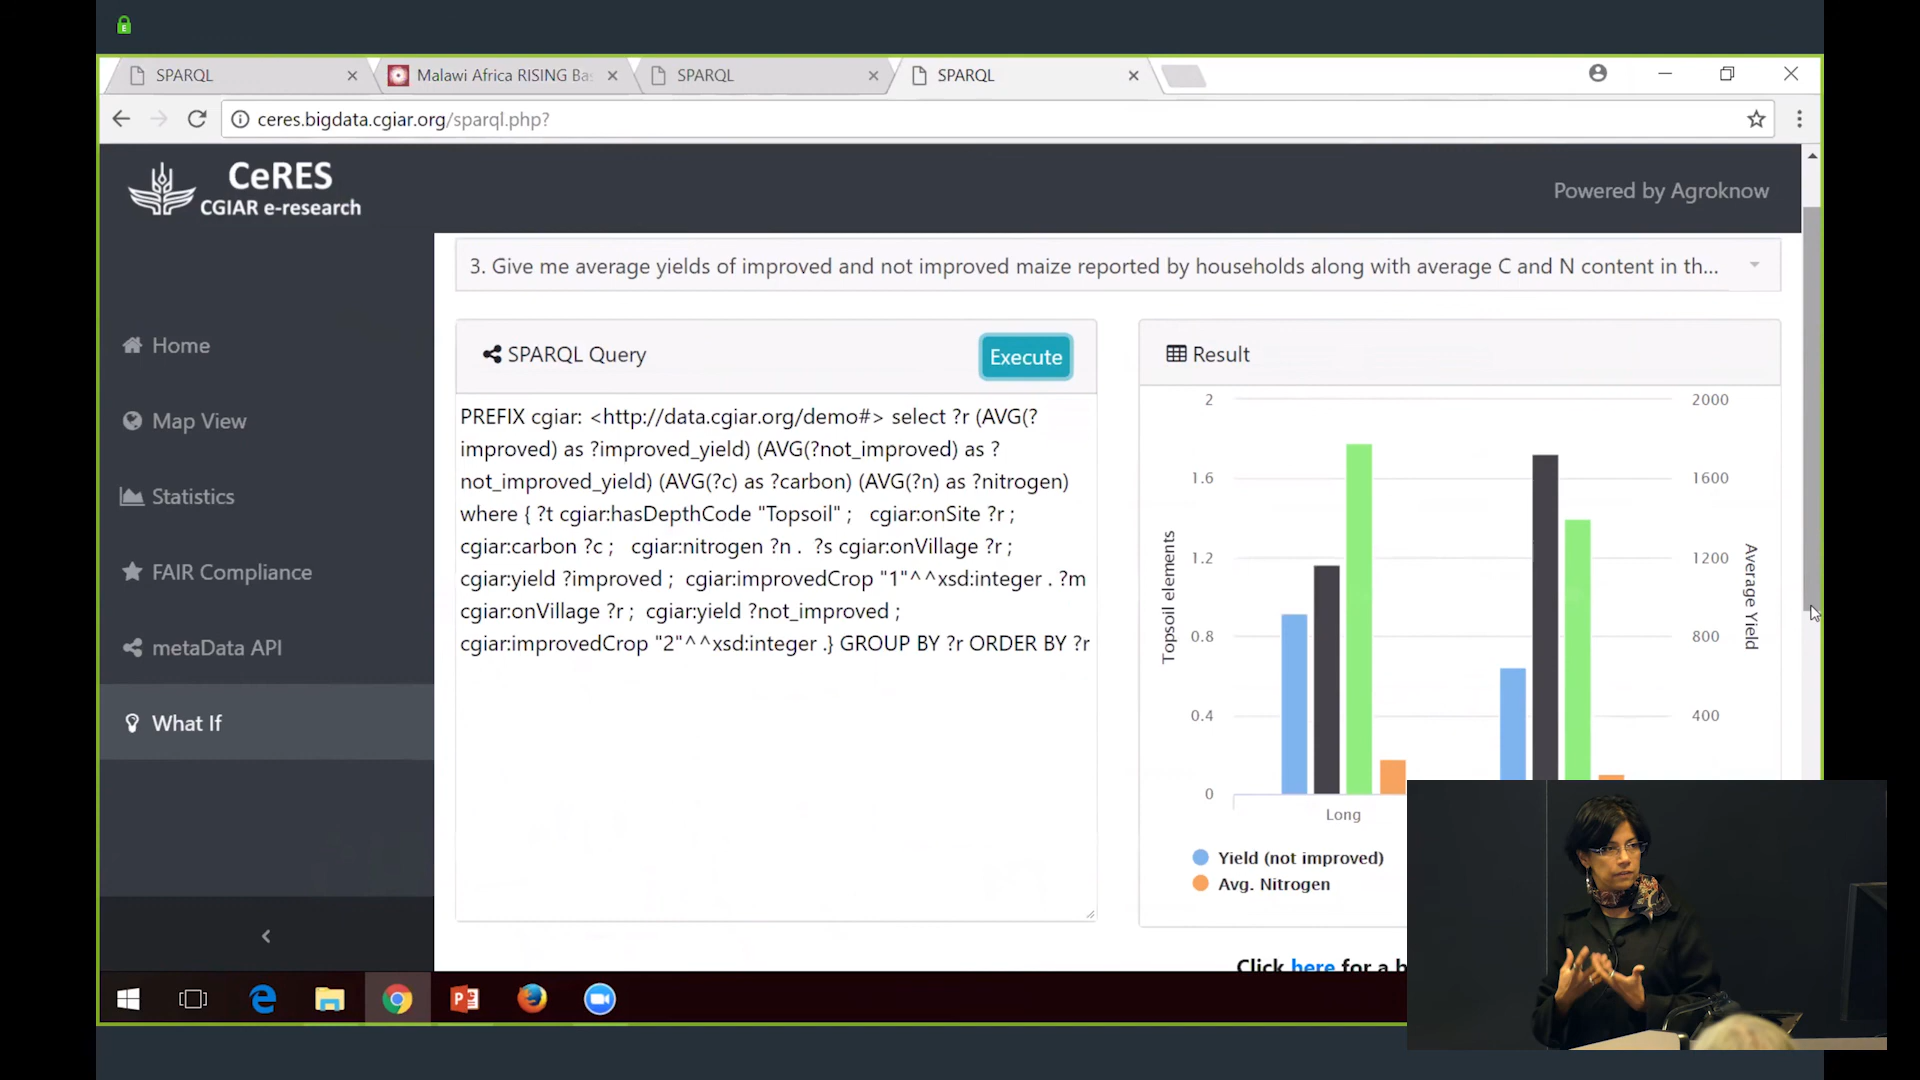 SPARQL
Malawi Africa RISING Ba
SPARQL
SPARQL
ceres.bigdata.cgiar.org/sparql.php?
CeRES
CGIAR e-research
Powered by Agroknow
3. Give me average yields of improved and not improved maize reported by households along with average C and N content in th...
Home
Map View
Statistics
FAIR Compliance
metaData API
What If
SPARQL Query
Execute
PREFIX cgiar: <http://data.cgiar.org/demo#> select ?r (AVG(?
improved) as ?improved_yield) (AVG(?not_improved) as ?
not_improved_yield) (AVG(?c) as ?carbon) (AVG(?n) as ?nitrogen)
where { ?t cgiar:hasDepthCode "Topsoil" ; cgiar:onSite ?r ;
cgiar:carbon ?c ; cgiar:nitrogen ?n . ?s cgiar:onVillage ?r ;
cgiar:yield ?improved ; cgiar:improvedCrop "1"^^xsd:integer . ?m
cgiar:onVillage ?r ; cgiar:yield ?not_improved ;
cgiar:improvedCrop "2"^^xsd:integer .} GROUP BY ?r ORDER BY ?r
Result
2 2000
1.6 1600
1.2 1200
0.8 800
0.4 400
0
Topsoil elements
Average Yield
Long
Yield (not improved)
Avg. Nitrogen
Click here for a b